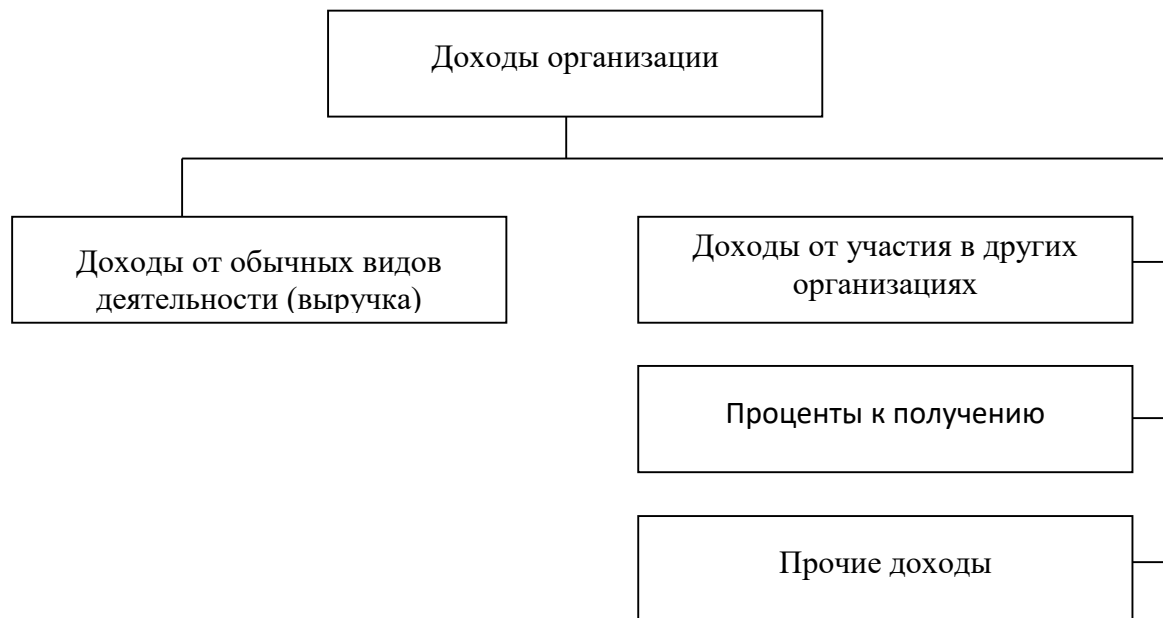 Доходы организации
Доходы от обычных видов
деятельности (выручка)
Доходы от участия в других
организациях
Проценты к получению
Прочие доходы